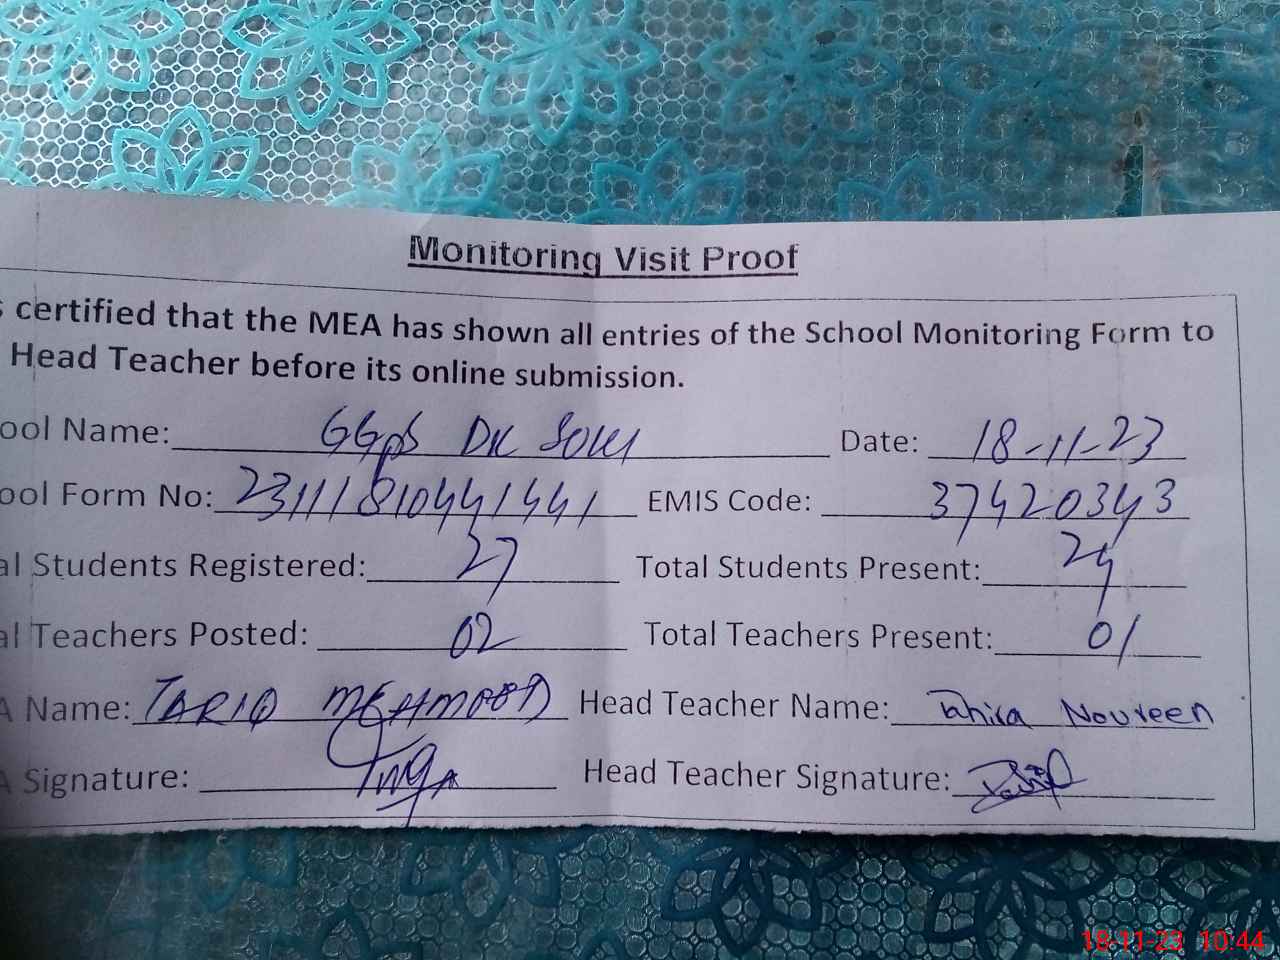 Monitoring Visit Proof
certified that the MEA has shown all entries of the School Monitoring Form to
Head Teacher before its online submission.
ool Name: GGPS DK Date: 18-11-23
ool Form No: 23111810441441 EMIS Code: 37420343
al Students Registered: 27 Total Students Present: 24
al Teachers Posted: 02 Total Teachers Present: 01
A Name: TARIQ MEHMOOD Head Teacher Name: Tahira Noureen
A Signature: Head Teacher Signature:
18-11-23 10:44